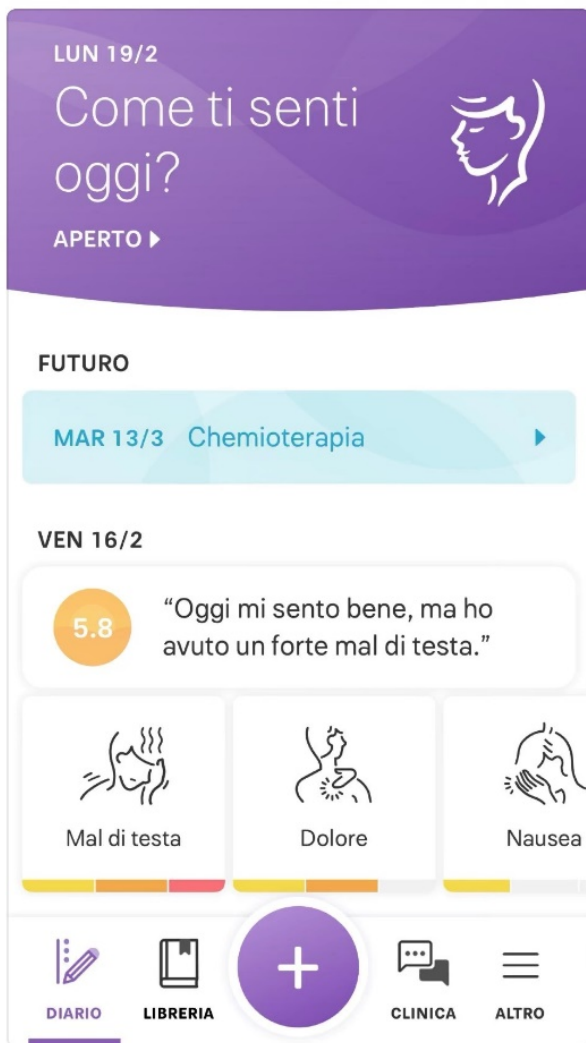 LUN 19/2
Come ti senti
oggi?
APERTO
FUTURO
MAR 13/3 Chemioterapia
VEN 16/2
5.8
“Oggi mi sento bene, ma ho
avuto un forte mal di testa.”
Mal di testa
Dolore
Nausea
DIARIO
LIBRERIA
CLINICA
ALTRO